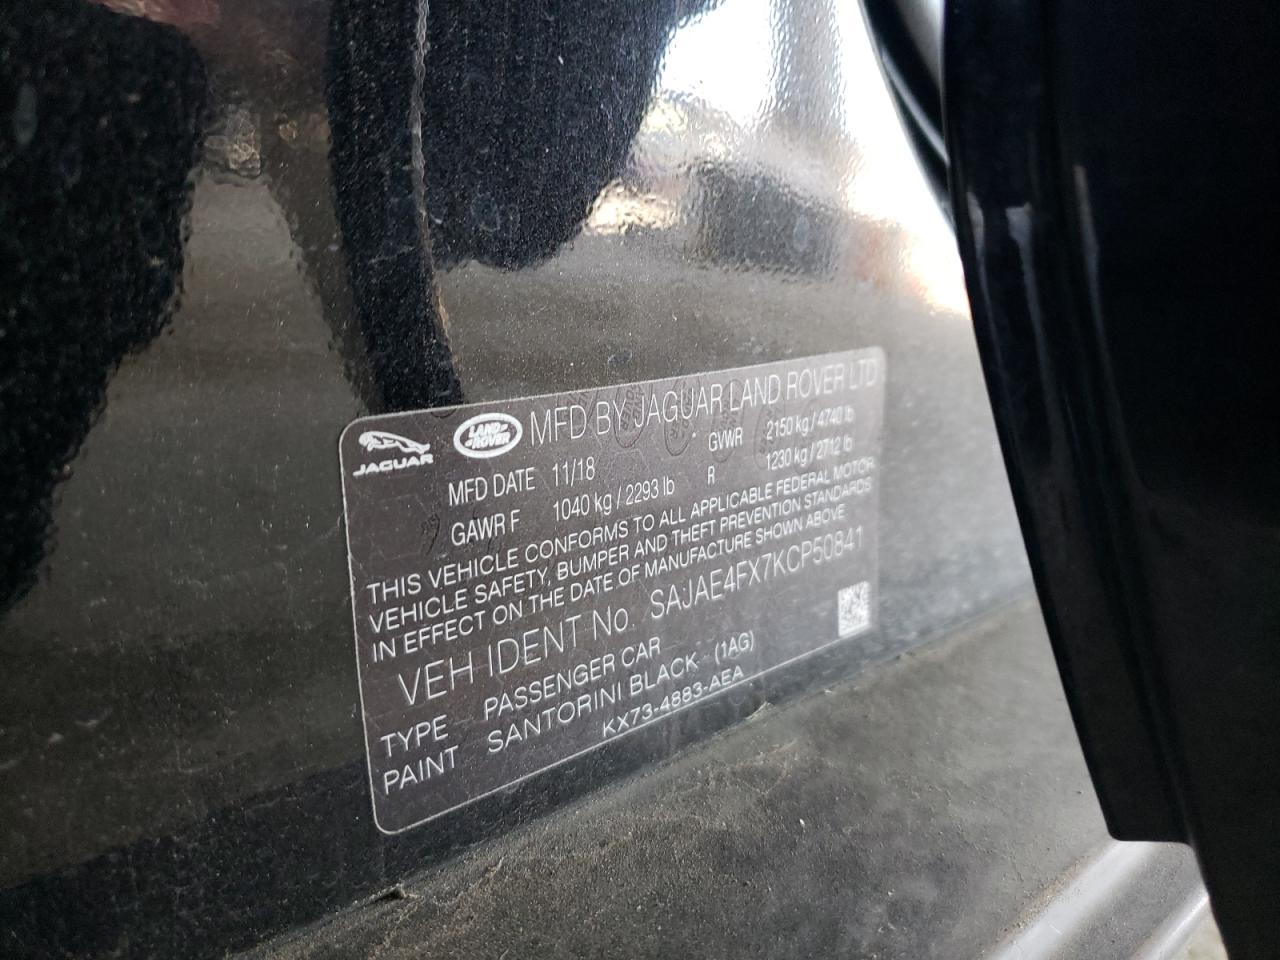 JAGUAR LAND ROVER MFD BY JAGUAR LAND ROVER LTD
MFD DATE 11/18 GVWR 2150 kg / 4740 lb
GAWR F 1040 kg / 2293 lb R 1230 kg / 2712 lb
THIS VEHICLE CONFORMS TO ALL APPLICABLE FEDERAL MOTOR
VEHICLE SAFETY, BUMPER AND THEFT PREVENTION STANDARDS
IN EFFECT ON THE DATE OF MANUFACTURE SHOWN ABOVE
VEH IDENT No. SAJAE4FX7KCP50841
TYPE PASSENGER CAR
PAINT SANTORINI BLACK (1AG)
KX73-4883-AEA